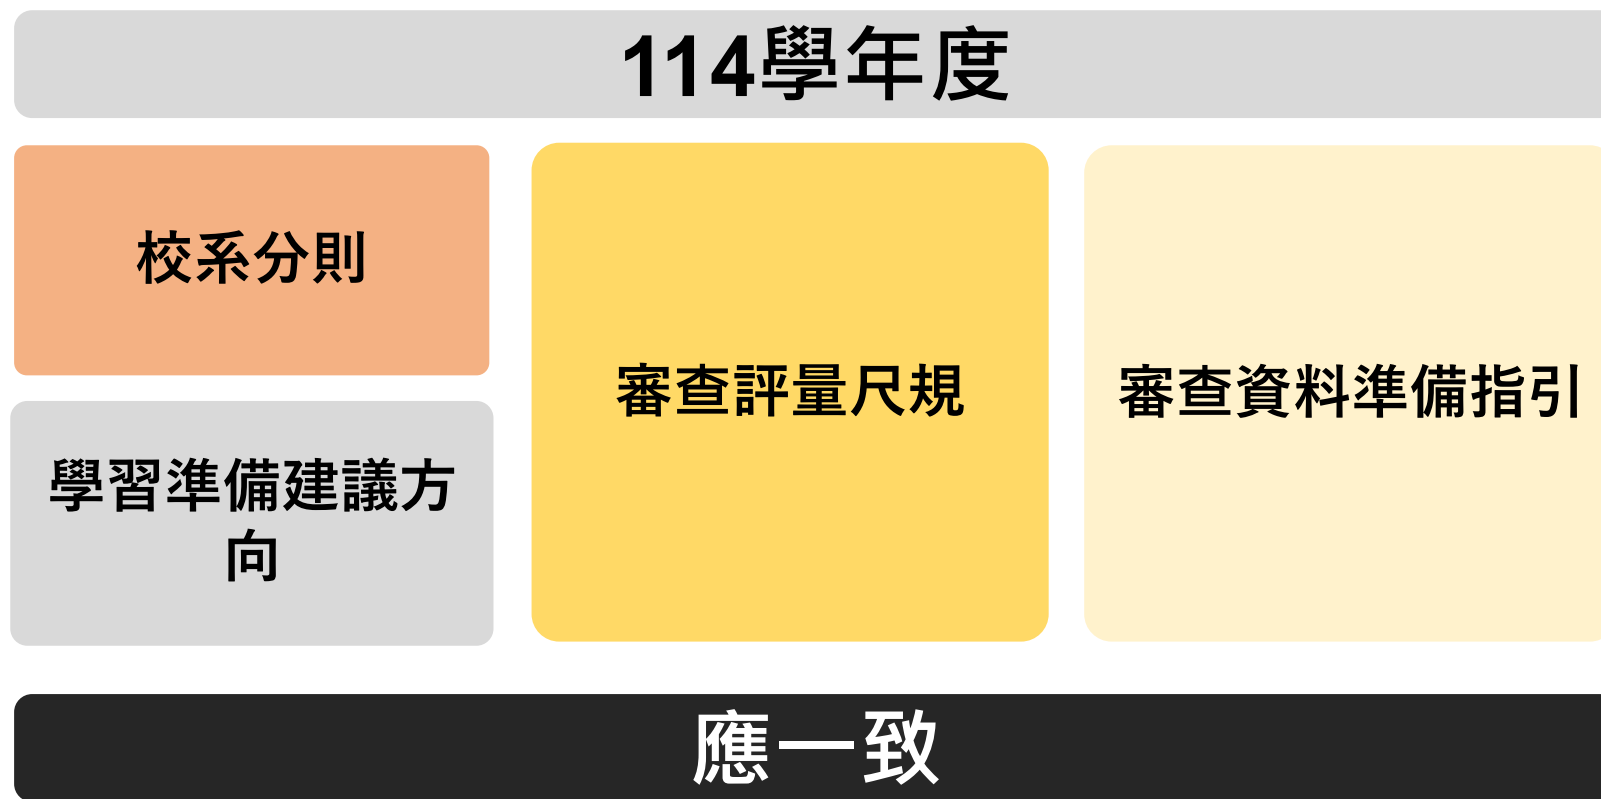 114學年度
校系分則
學習準備建議方
向
審查評量尺規
審查資料準備指引
應一致